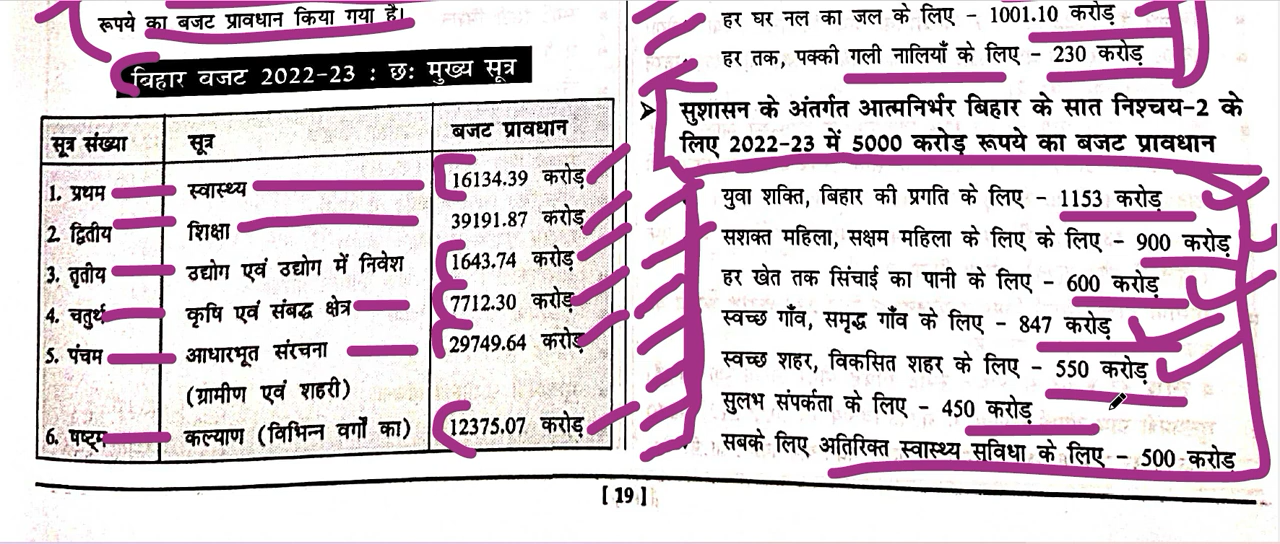 रूपये का बजट प्रावधान किया गया है।
बिहार बजट 2022-23 : छः मुख्य सूत्र
सूत्र संख्या सूत्र बजट प्रावधान
1. प्रथम स्वास्थ्य 16134.39 करोड़
2. द्वितीय शिक्षा 39191.87 करोड़
3. तृतीय उद्योग एवं उद्योग में निवेश 1643.74 करोड़
4. चतुर्थ कृषि एवं संबद्ध क्षेत्र 7712.30 करोड़
5. पंचम आधारभूत संरचना 29749.64 करोड़
(ग्रामीण एवं शहरी)
6. षष्ट्म कल्याण (विभिन्न वर्गों का) 12375.07 करोड़
हर घर नल का जल के लिए - 1001.10 करोड़
हर तक, पक्की गली नालियाँ के लिए - 230 करोड़
➤ सुशासन के अंतर्गत आत्मनिर्भर बिहार के सात निश्चय-2 के
लिए 2022-23 में 5000 करोड़ रूपये का बजट प्रावधान
युवा शक्ति, बिहार की प्रगति के लिए - 1153 करोड़
सशक्त महिला, सक्षम महिला के लिए के लिए - 900 करोड़
हर खेत तक सिंचाई का पानी के लिए - 600 करोड़
स्वच्छ गाँव, समृद्ध गाँव के लिए - 847 करोड़
स्वच्छ शहर, विकसित शहर के लिए - 550 करोड़
सुलभ संपर्कता के लिए - 450 करोड़
सबके लिए अतिरिक्त स्वास्थ्य सुविधा के लिए - 500 करोड़
[ 19 ]